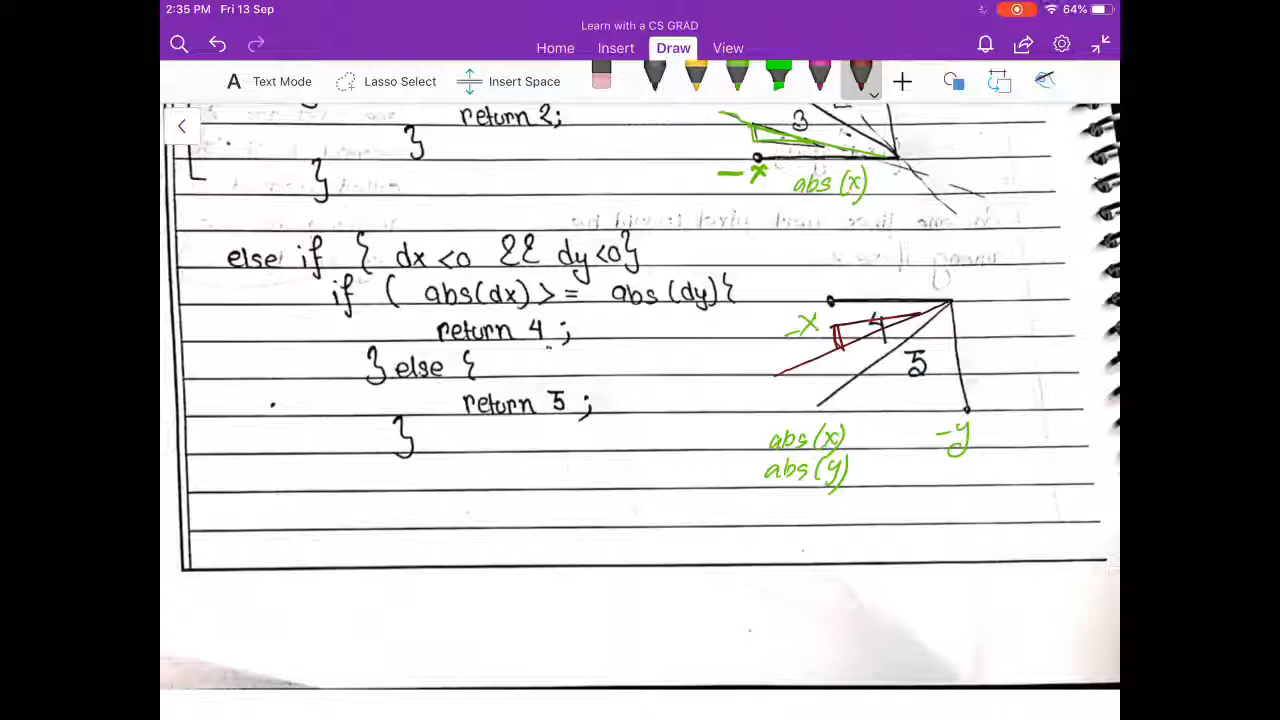 2:35 PM Fri 13 Sep
64%
Learn with a CS GRAD
Home Insert Draw View
A Text Mode Lasso Select Insert Space
return 2;
}
}
3
-x
abs(x)
else if { dx <0 && dy <0}
if ( abs(dx) >= abs(dy){
return 4 ;
} else {
return 5 ;
}
-x
4
5
-y
abs(x)
abs(y)